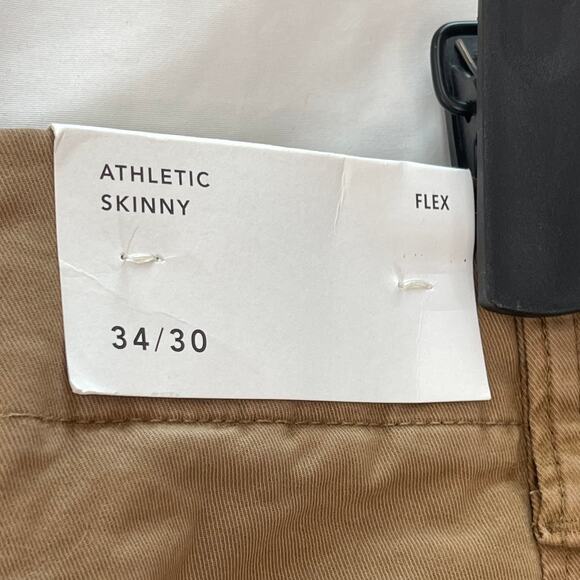 ATHLETIC
SKINNY
FLEX
34/30